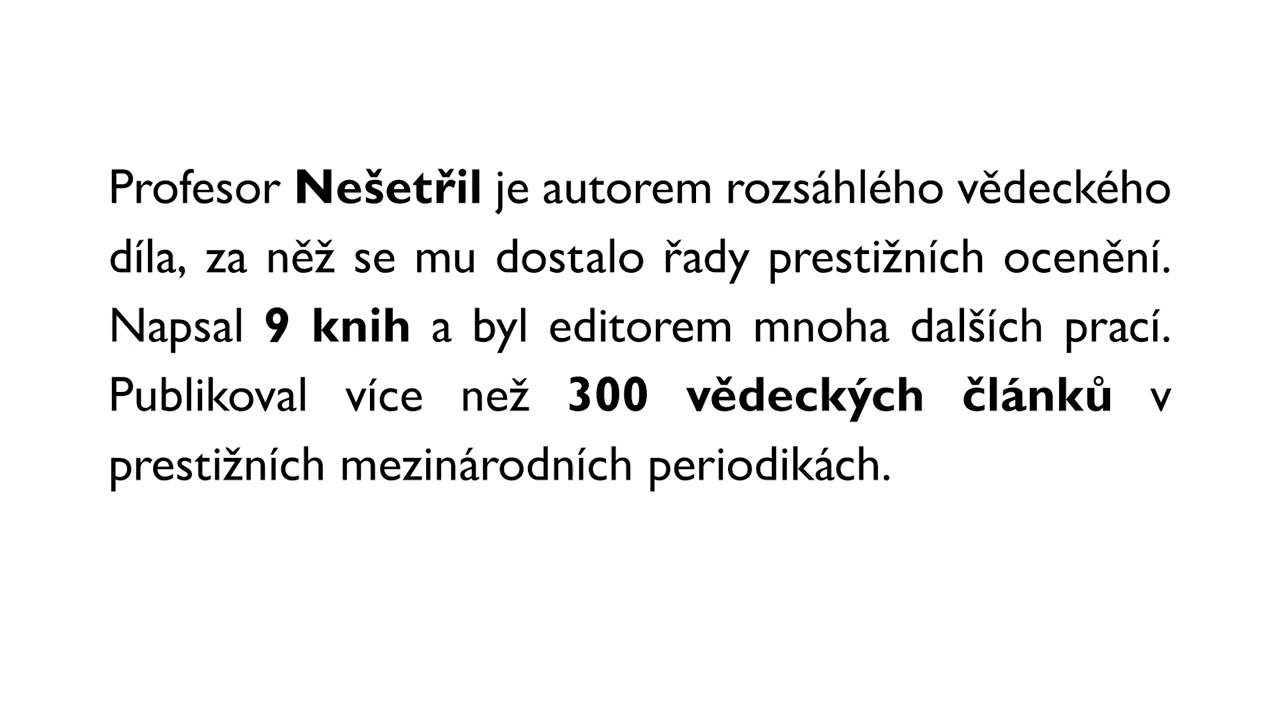 Profesor Nešetřil je autorem rozsáhlého vědeckého
díla, za něž se mu dostalo řady prestižních ocenění.
Napsal 9 knih a byl editorem mnoha dalších prací.
Publikoval více než 300 vědeckých článků v
prestižních mezinárodních periodikách.